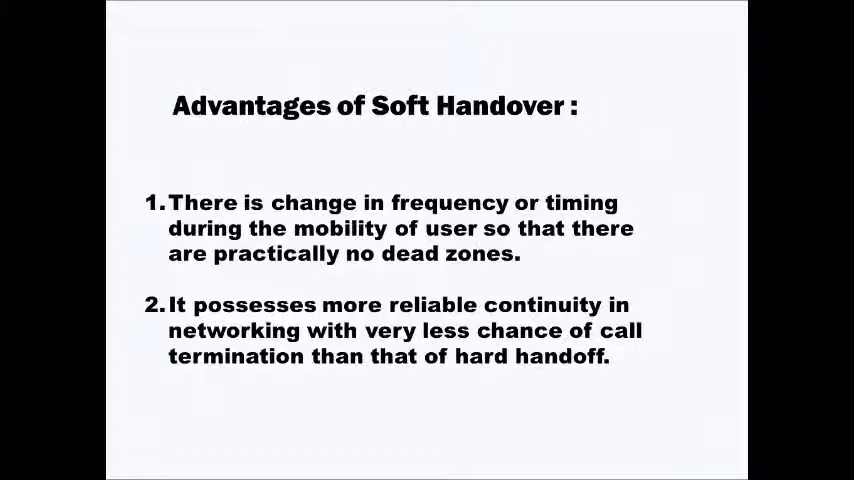 Advantages of Soft Handover :
1. There is change in frequency or timing
during the mobility of user so that there
are practically no dead zones.
2. It possesses more reliable continuity in
networking with very less chance of call
termination than that of hard handoff.